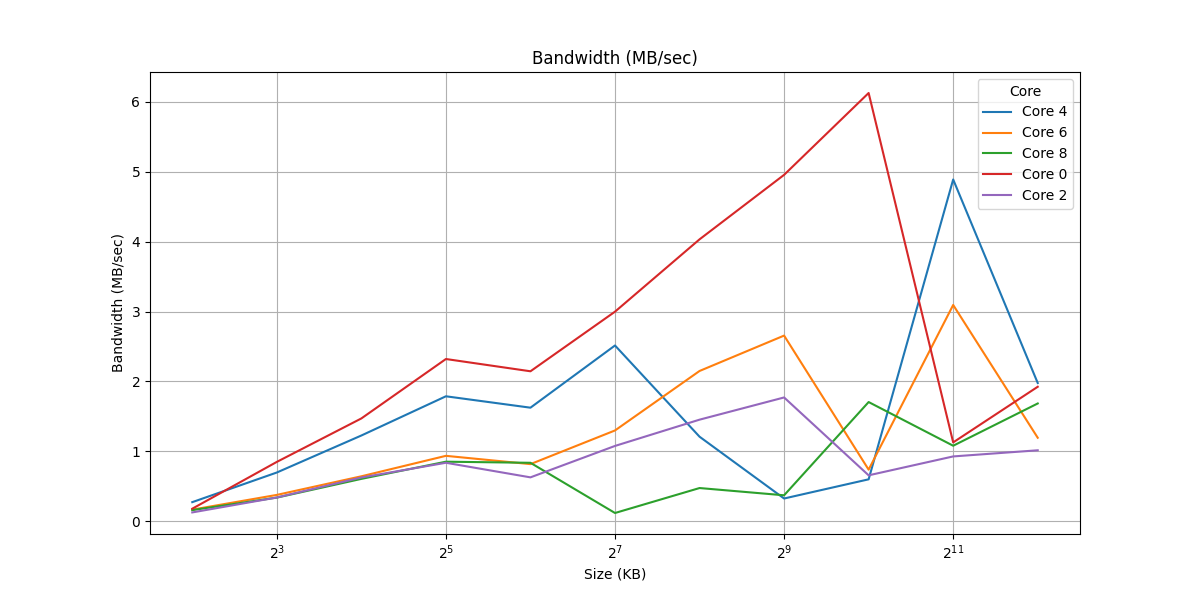 Bandwidth (MB/sec)
Core
Core 4
Core 6
Core 8
Core 0
Core 2
Bandwidth (MB/sec)
6
5
4
3
2
1
0
2³ 2⁵ 2⁷ 2⁹ 2¹¹
Size (KB)